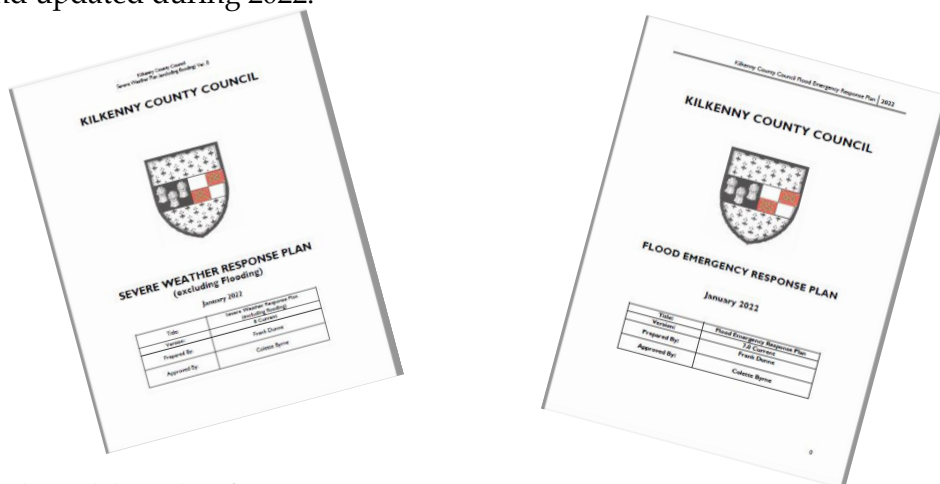 nd updated during 2022.
Kilkenny County Council
Severe Weather Plan (excluding flooding) Ver. 8
KILKENNY COUNTY COUNCIL
SEVERE WEATHER RESPONSE PLAN
(excluding Flooding)
January 2022
Title: Severe Weather Response Plan
(excluding flooding)
Version: 8 Current
Prepared By: Frank Dunne
Approved By: Colette Byrne
Kilkenny County Council Flood Emergency Response Plan 2022
KILKENNY COUNTY COUNCIL
FLOOD EMERGENCY RESPONSE PLAN
January 2022
Title: Flood Emergency Response Plan
Version: 7.0 Current
Prepared By: Frank Dunne
Approved By: Colette Byrne
0